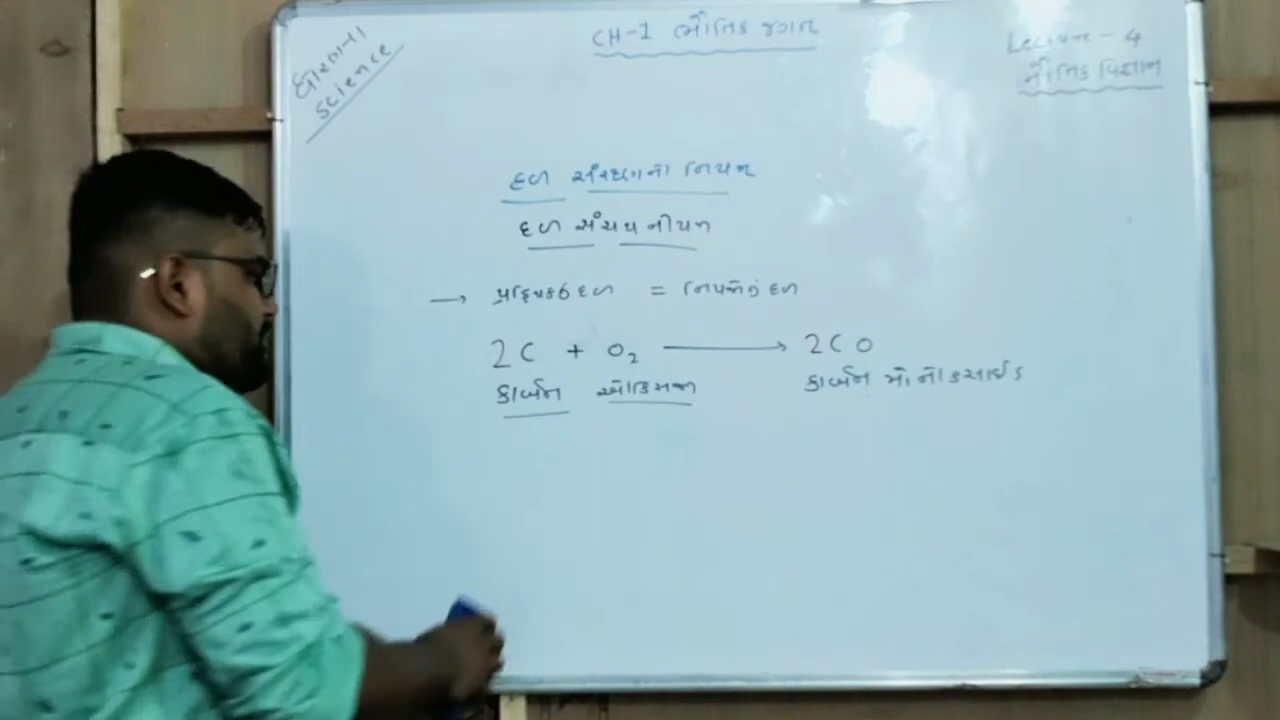 ધોરણ-11
Science
CH-1 ભૌતિક જગત
Lecture - 4
ભૌતિક વિજ્ઞાન
દળ સંરક્ષણનો નિયમ
દળ સંચય નીયમ
→ પ્રક્રિયક દળ = નિપજનું દળ
2C + O₂ ⟶ 2CO
કાર્બન ઓક્સિજન કાર્બન મોનોક્સાઈડ